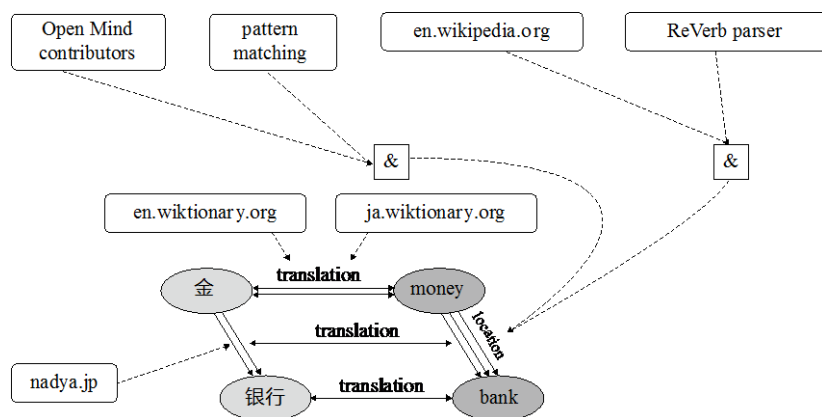 Open Mind
contributors
pattern
matching
en.wikipedia.org
ReVerb parser
&
&
en.wiktionary.org
ja.wiktionary.org
translation
金
money
location
translation
nadya.jp
银行
translation
bank